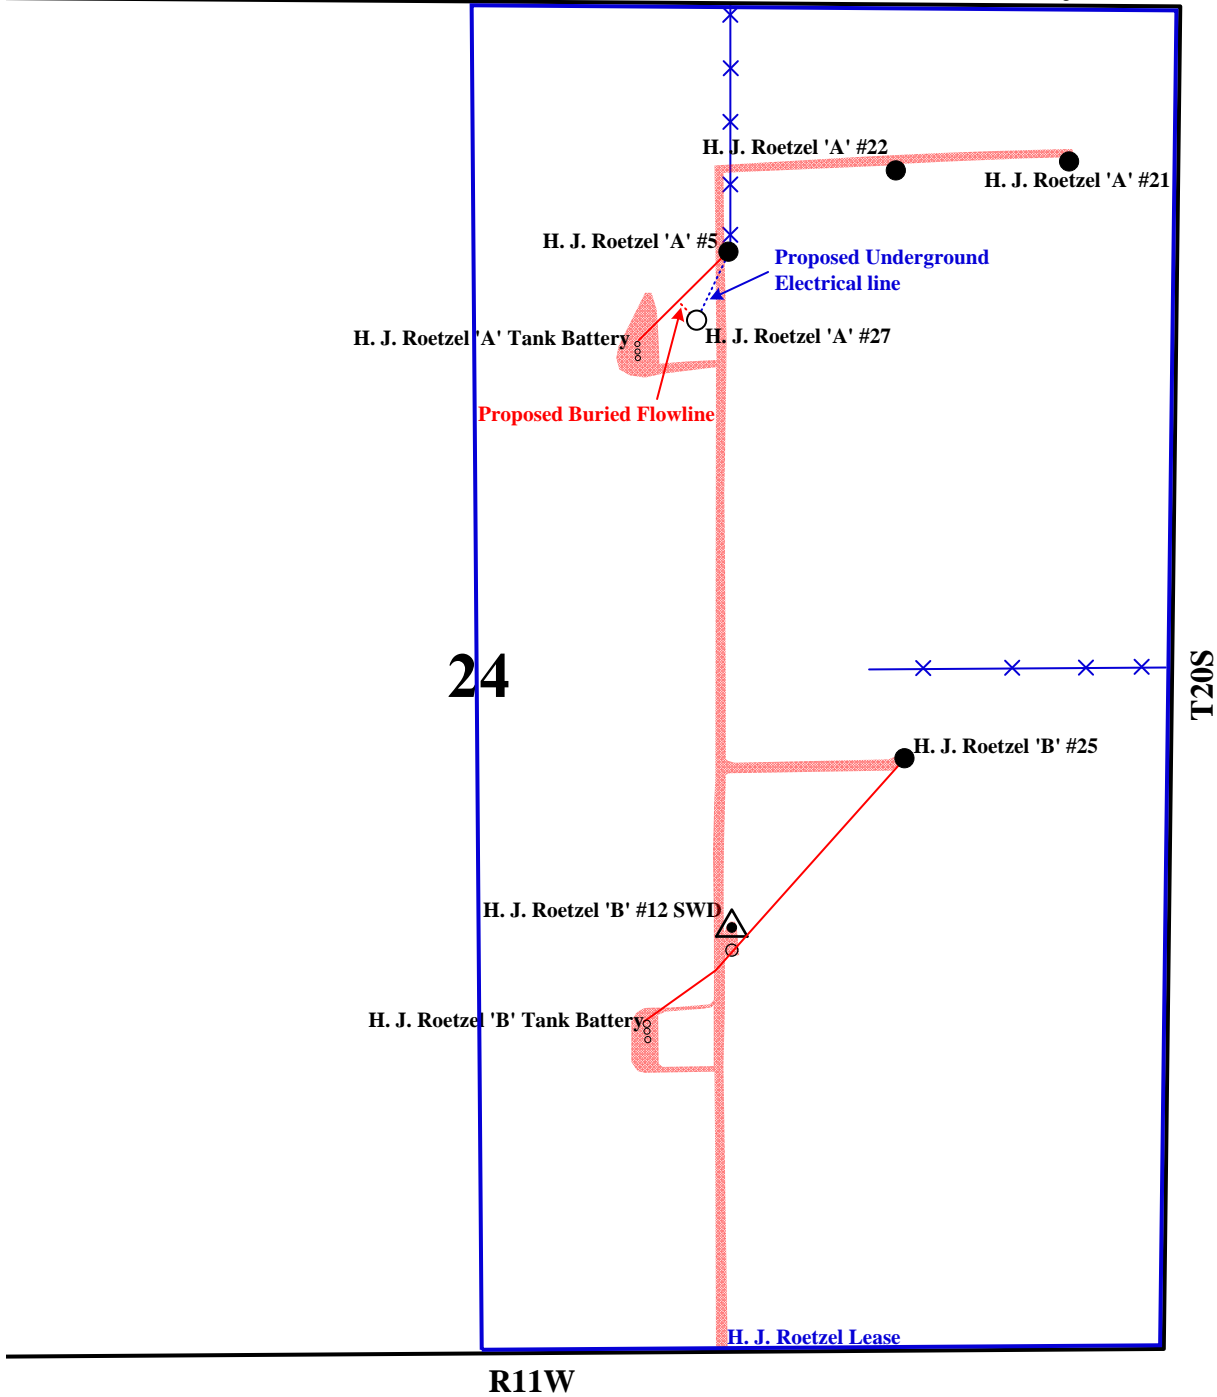 H. J. Roetzel 'A' #22
H. J. Roetzel 'A' #21
H. J. Roetzel 'A' #5
Proposed Underground
Electrical line
H. J. Roetzel 'A' Tank Battery
H. J. Roetzel 'A' #27
Proposed Buried Flowline
24
T20S
H. J. Roetzel 'B' #25
H. J. Roetzel 'B' #12 SWD
H. J. Roetzel 'B' Tank Battery
H. J. Roetzel Lease
R11W